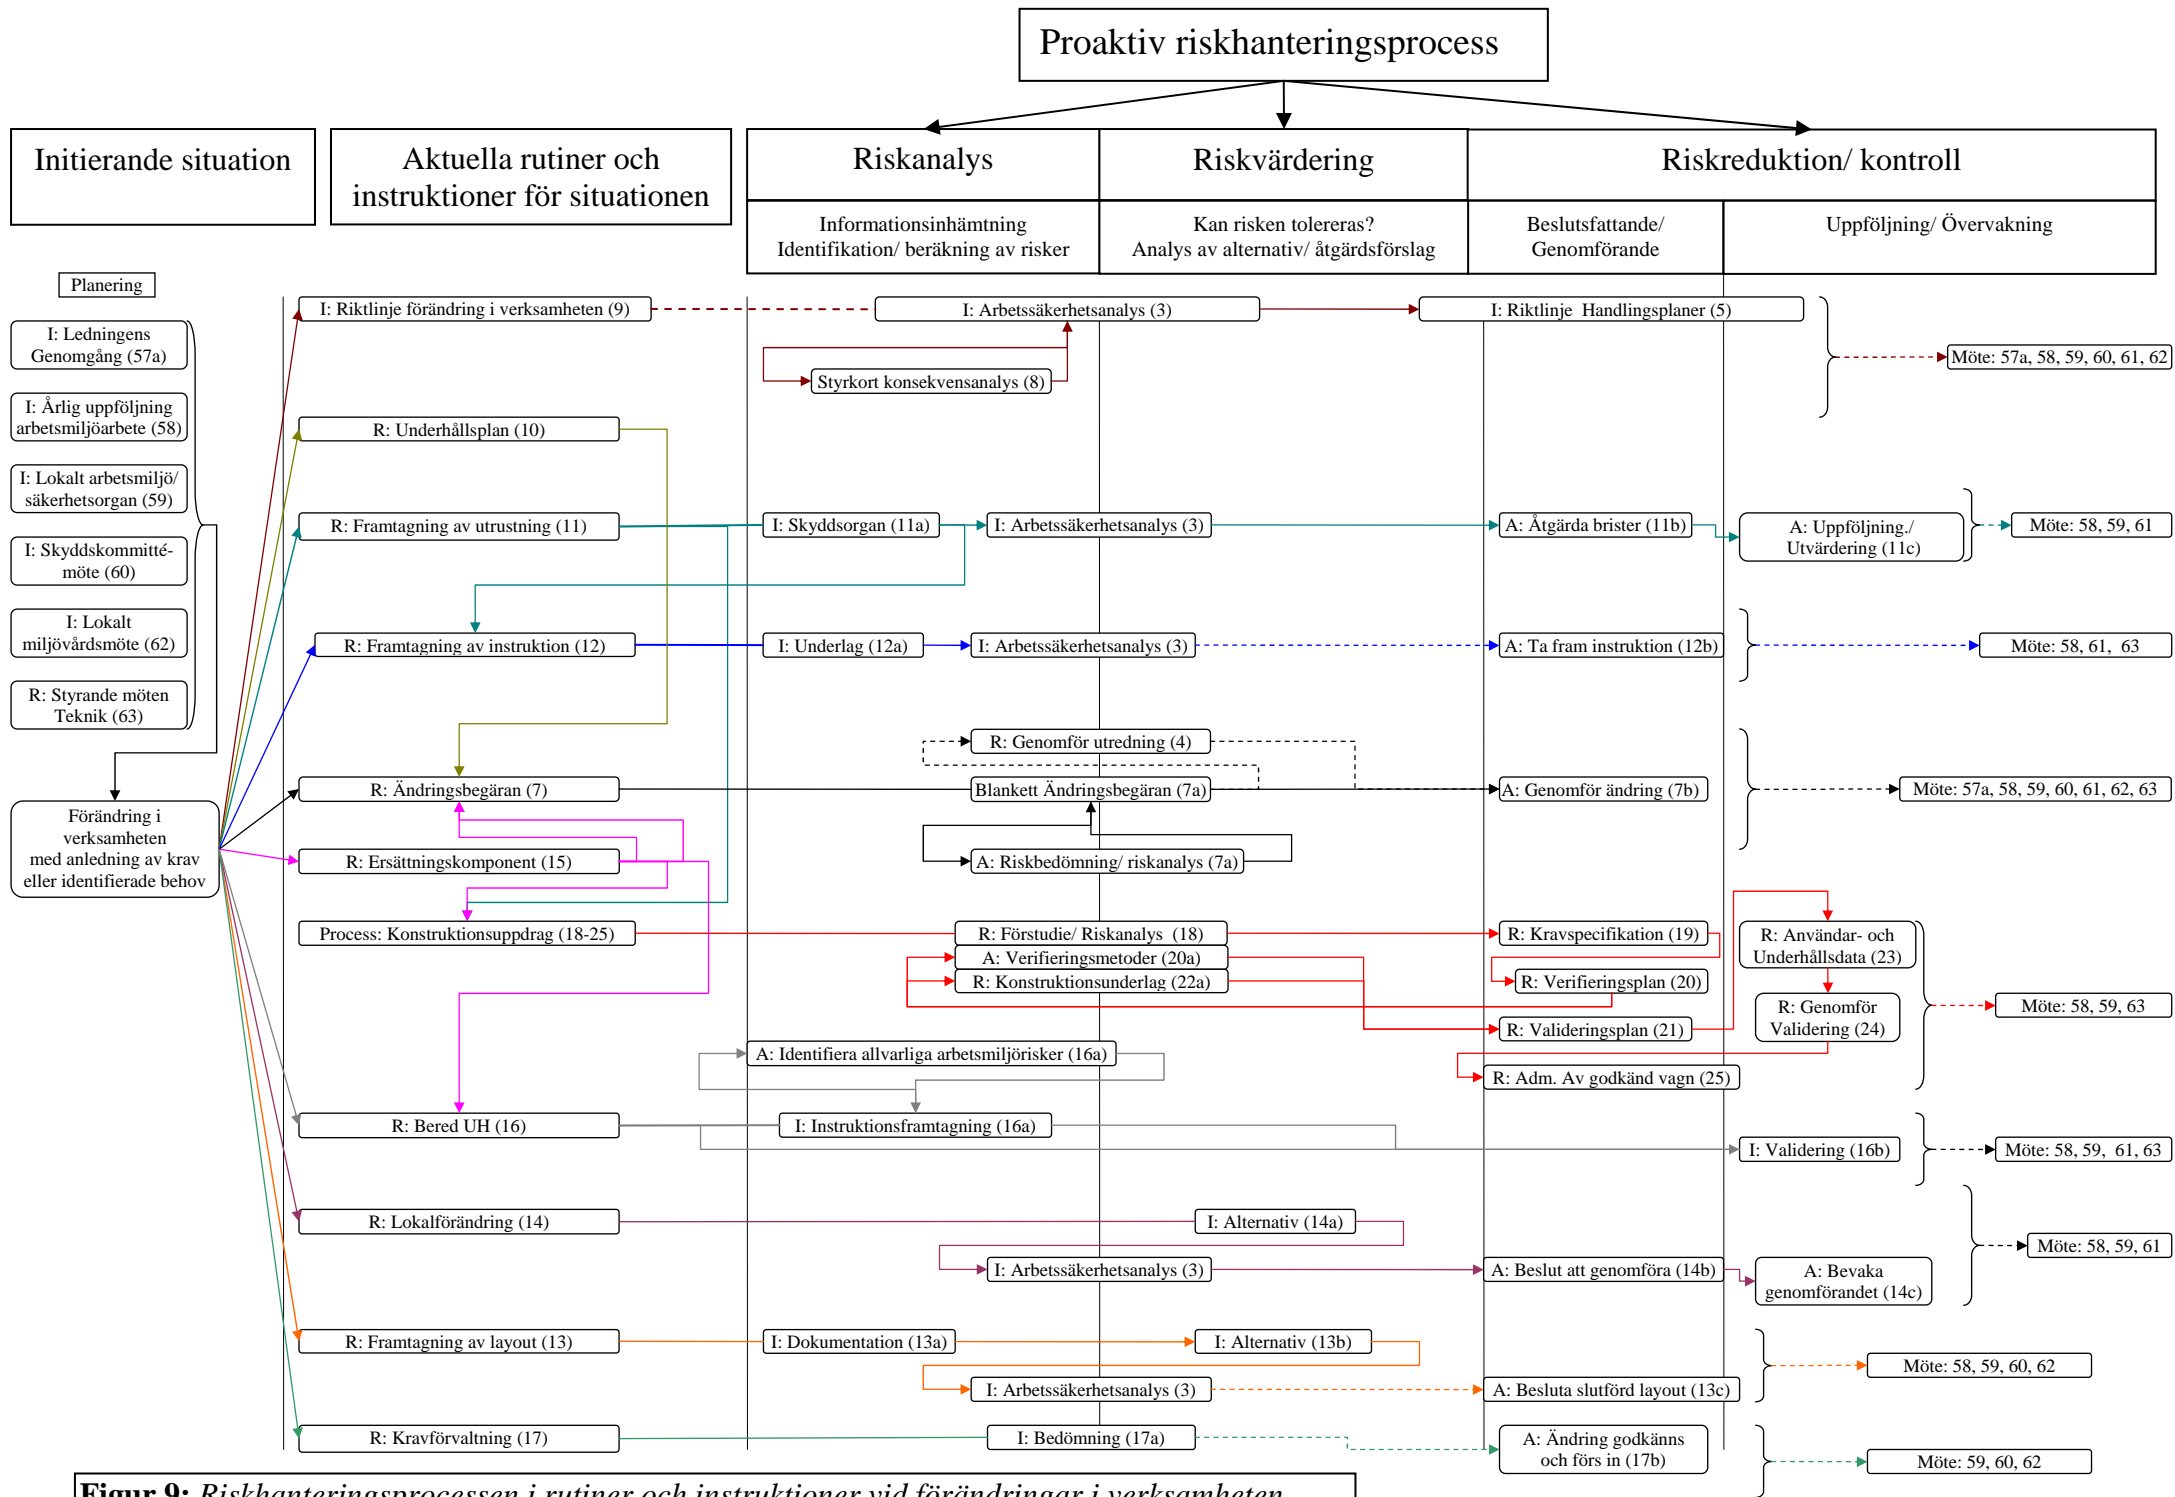 Proaktiv riskhanteringsprocess
Initierande situation
Aktuella rutiner och
instruktioner för situationen
Riskanalys
Riskvärdering
Riskreduktion/ kontroll
Informationsinhämtning
Identifikation/ beräkning av risker
Kan risken tolereras?
Analys av alternativ/ åtgärdsförslag
Beslutsfattande/
Genomförande
Uppföljning/ Övervakning
Planering
I: Ledningens
Genomgång (57a)
I: Årlig uppföljning
arbetsmiljöarbete (58)
I: Lokalt arbetsmiljö/
säkerhetsorgan (59)
I: Skyddskommitté-
möte (60)
I: Lokalt
miljövårdsmöte (62)
R: Styrande möten
Teknik (63)
Förändring i
verksamheten
med anledning av krav
eller identifierade behov
I: Riktlinje förändring i verksamheten (9)
I: Arbetssäkerhetsanalys (3)
I: Riktlinje Handlingsplaner (5)
Styrkort konsekvensanalys (8)
Möte: 57a, 58, 59, 60, 61, 62
R: Underhållsplan (10)
R: Framtagning av utrustning (11)
I: Skyddsorgan (11a)
I: Arbetssäkerhetsanalys (3)
A: Åtgärda brister (11b)
A: Uppföljning./
Utvärdering (11c)
Möte: 58, 59, 61
R: Framtagning av instruktion (12)
I: Underlag (12a)
I: Arbetssäkerhetsanalys (3)
A: Ta fram instruktion (12b)
Möte: 58, 61, 63
R: Genomför utredning (4)
R: Ändringsbegäran (7)
Blankett Ändringsbegäran (7a)
A: Genomför ändring (7b)
Möte: 57a, 58, 59, 60, 61, 62, 63
R: Ersättningskomponent (15)
A: Riskbedömning/ riskanalys (7a)
Process: Konstruktionsuppdrag (18-25)
R: Förstudie/ Riskanalys (18)
A: Verifieringsmetoder (20a)
R: Konstruktionsunderlag (22a)
R: Kravspecifikation (19)
R: Verifieringsplan (20)
R: Valideringsplan (21)
R: Användar- och
Underhållsdata (23)
R: Genomför
Validering (24)
Möte: 58, 59, 63
A: Identifiera allvarliga arbetsmiljörisker (16a)
R: Adm. Av godkänd vagn (25)
R: Bered UH (16)
I: Instruktionsframtagning (16a)
I: Validering (16b)
Möte: 58, 59, 61, 63
R: Lokalförändring (14)
I: Alternativ (14a)
I: Arbetssäkerhetsanalys (3)
A: Beslut att genomföra (14b)
A: Bevaka
genomförandet (14c)
Möte: 58, 59, 61
R: Framtagning av layout (13)
I: Dokumentation (13a)
I: Alternativ (13b)
I: Arbetssäkerhetsanalys (3)
A: Besluta slutförd layout (13c)
Möte: 58, 59, 60, 62
R: Kravförvaltning (17)
I: Bedömning (17a)
A: Ändring godkänns
och förs in (17b)
Möte: 59, 60, 62
Figur 9: Riskhanteringsprocessen i rutiner och instruktioner vid förändringar i verksamheten